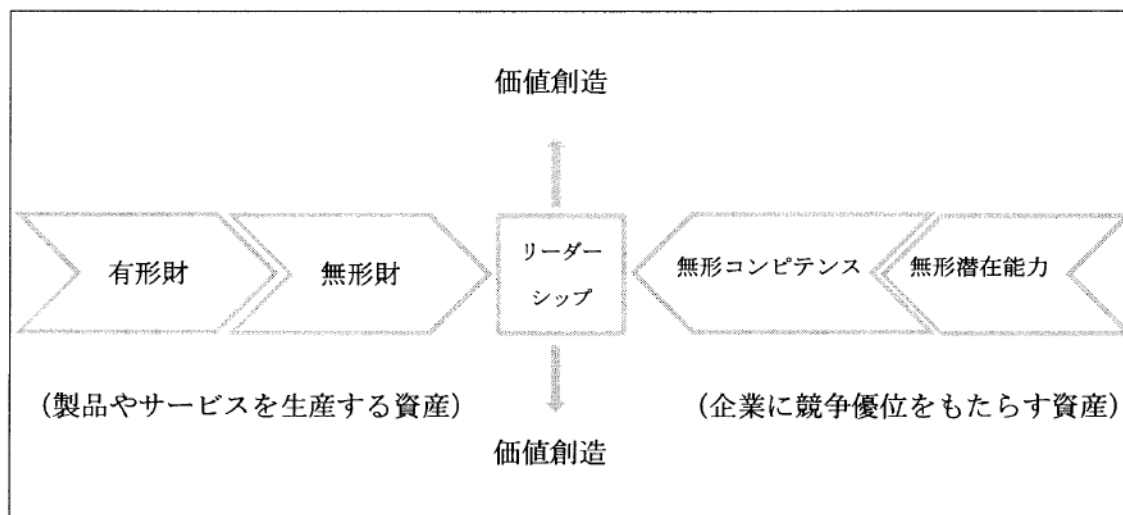 価値創造
有形財
無形財
リーダー
シップ
無形コンピテンス
無形潜在能力
（製品やサービスを生産する資産）
（企業に競争優位をもたらす資産）
価値創造